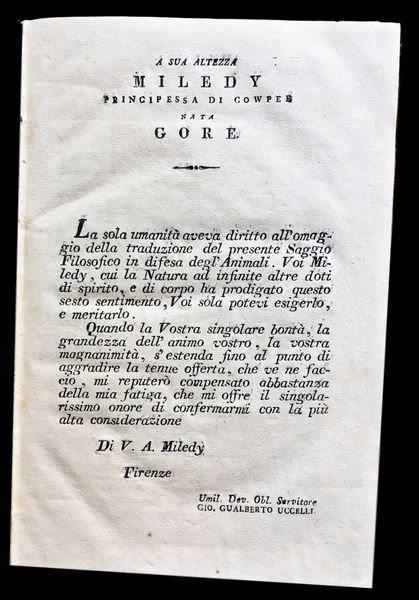 A SUA ALTEZZA
MILEDY
PRINCIPESSA DI COWPER
NATA
GORE
La sola umanità aveva diritto all'omag-
gio della traduzione del presente Saggio
Filosofico in difesa degl'Animali. Voi Mi-
ledy, cui la Natura ad infinite altre doti
di spirito, e di corpo ha prodigato questo
sesto sentimento, Voi sola potevi esigerlo,
e meritarlo.
Quando la Vostra singolare bontà, la
grandezza dell'animo vostro, la vostra
magnanimità, s'estenda fino al punto di
aggradire la tenue offerta, che ve ne fac-
cio, mi reputerò compensato abbastanza
della mia fatiga, che mi offre il singola-
rissimo onore di confermarmi con la più
alta considerazione
Di V. A. Miledy
Firenze
Umil. Dev. Obl. Servitore
GIO. GUALBERTO UCCELLI.